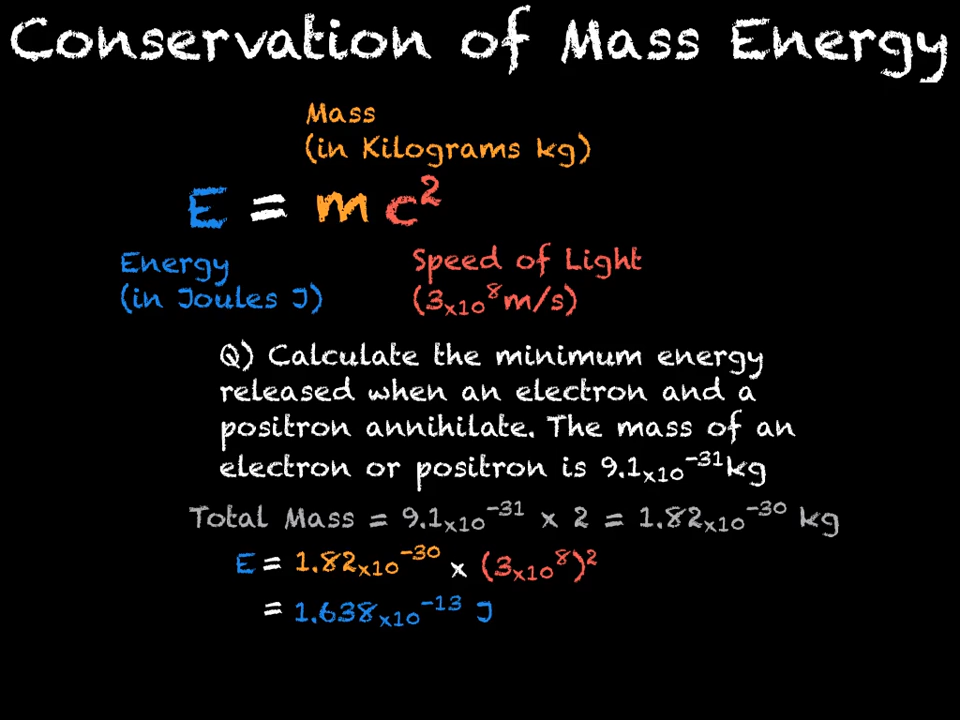 Conservation of Mass Energy
Mass
(in Kilograms kg)
E = m c²
Energy
(in Joules J)
Speed of Light
(3x10⁸m/s)
Q) Calculate the minimum energy
released when an electron and a
positron annihilate. The mass of an
electron or positron is 9.1x10⁻³¹kg
Total Mass = 9.1x10⁻³¹ x 2 = 1.82x10⁻³⁰ kg
E = 1.82x10⁻³⁰ x (3x10⁸)²
= 1.638x10⁻¹³ J